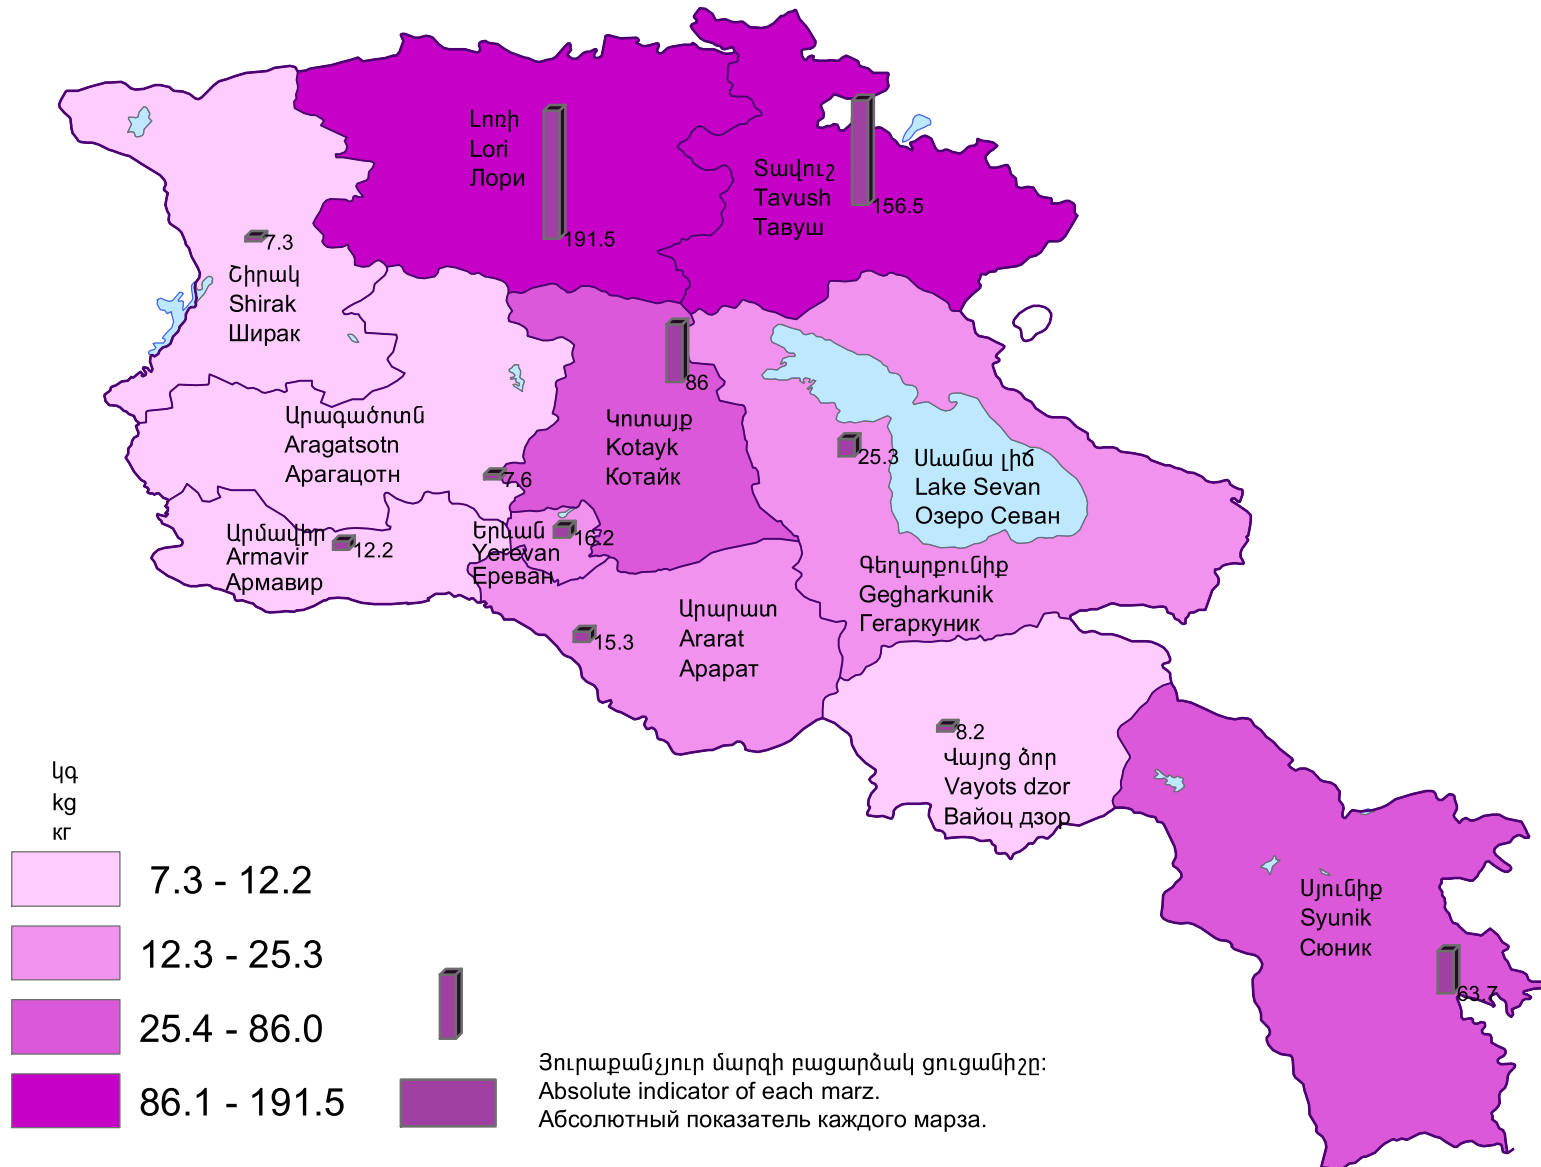 Լոռի
Lori
Лори
191.5
Տավուշ
Tavush
Тавуш
156.5
7.3
Շիրակ
Shirak
Ширак
86
Կոտայք
Kotayk
Котайк
Արագածոտն
Aragatsotn
Арагацотн
7.6
25.3
Սևանա լիճ
Lake Sevan
Озеро Севан
Արմավիր
Armavir
Армавир
12.2
Երևան
Yerevan
Ереван
16.2
Գեղարքունիք
Gegharkunik
Гегаркуник
15.3
Արարատ
Ararat
Арарат
8.2
Վայոց ձոր
Vayots dzor
Вайоц дзор
Սյունիք
Syunik
Сюник
63.7
կգ
kg
кг
7.3 - 12.2
12.3 - 25.3
25.4 - 86.0
86.1 - 191.5
Յուրաքանչյուր մարզի բացարձակ ցուցանիշը:
Absolute indicator of each marz.
Абсолютный показатель каждого марза.